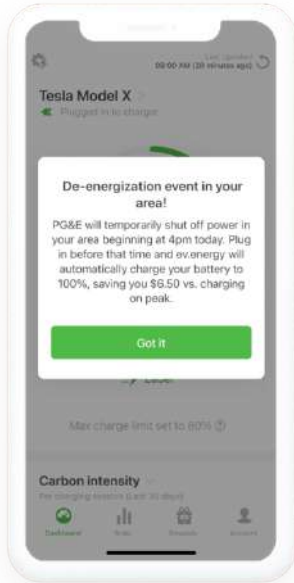 Last Updated
09:00 AM (20 minutes ago)
Tesla Model X
Plugged in to charger
De-energization event in your
area!
PG&E will temporarily shut off power in
your area beginning at 4pm today. Plug
in before that time and ev.energy will
automatically charge your battery to
100%, saving you $6.50 vs. charging
on peak.
Got it
Max charge limit set to 80%
Carbon intensity
Per charging session (Last 30 days)
Dashboard
Rewards
Account